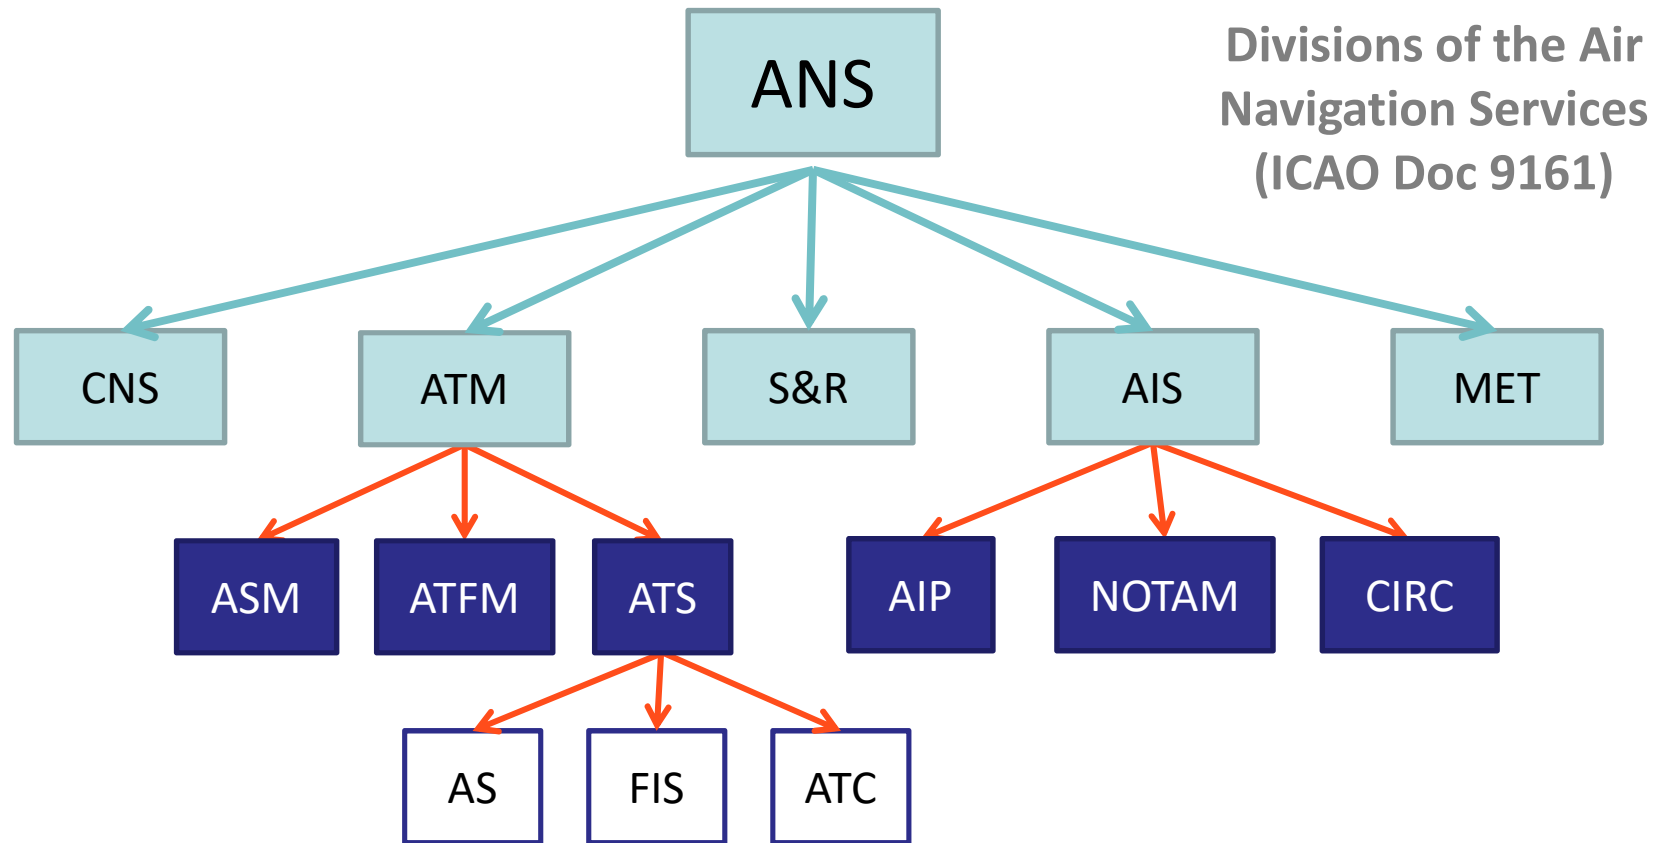 ANS
Divisions of the Air
Navigation Services
(ICAO Doc 9161)
CNS
ATM
S&R
AIS
MET
ASM
ATFM
ATS
AIP
NOTAM
CIRC
AS
FIS
ATC